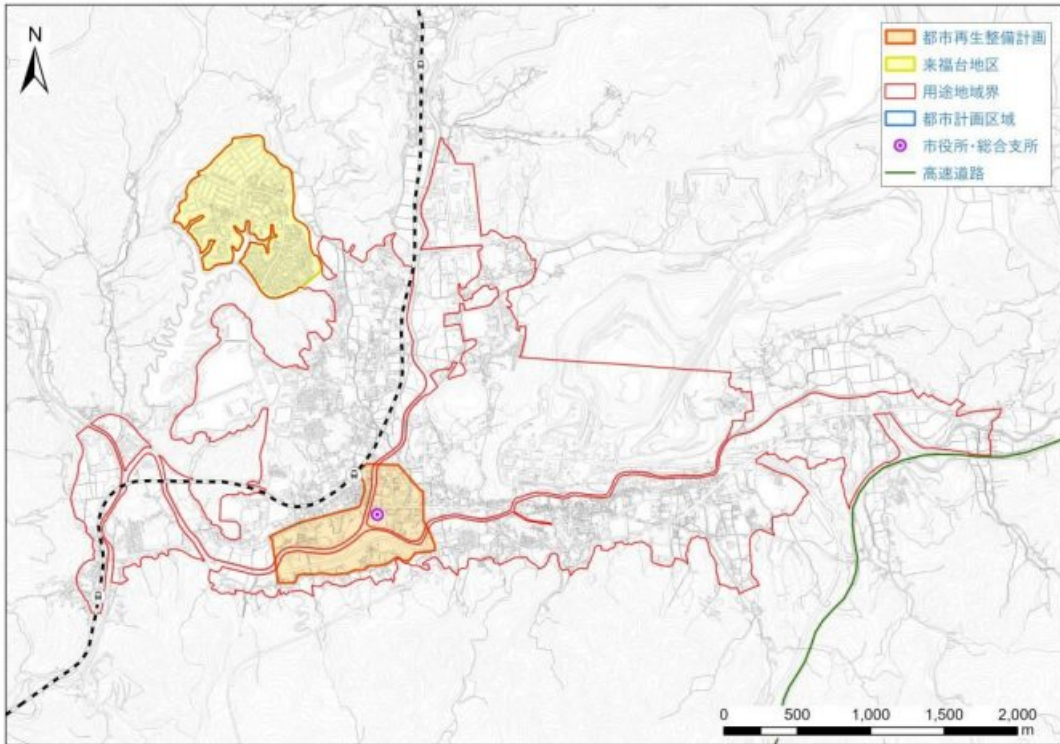 N
都市再生整備計画
来福台地区
用途地域界
都市計画区域
市役所・総合支所
高速道路
0 500 1,000 1,500 2,000
m